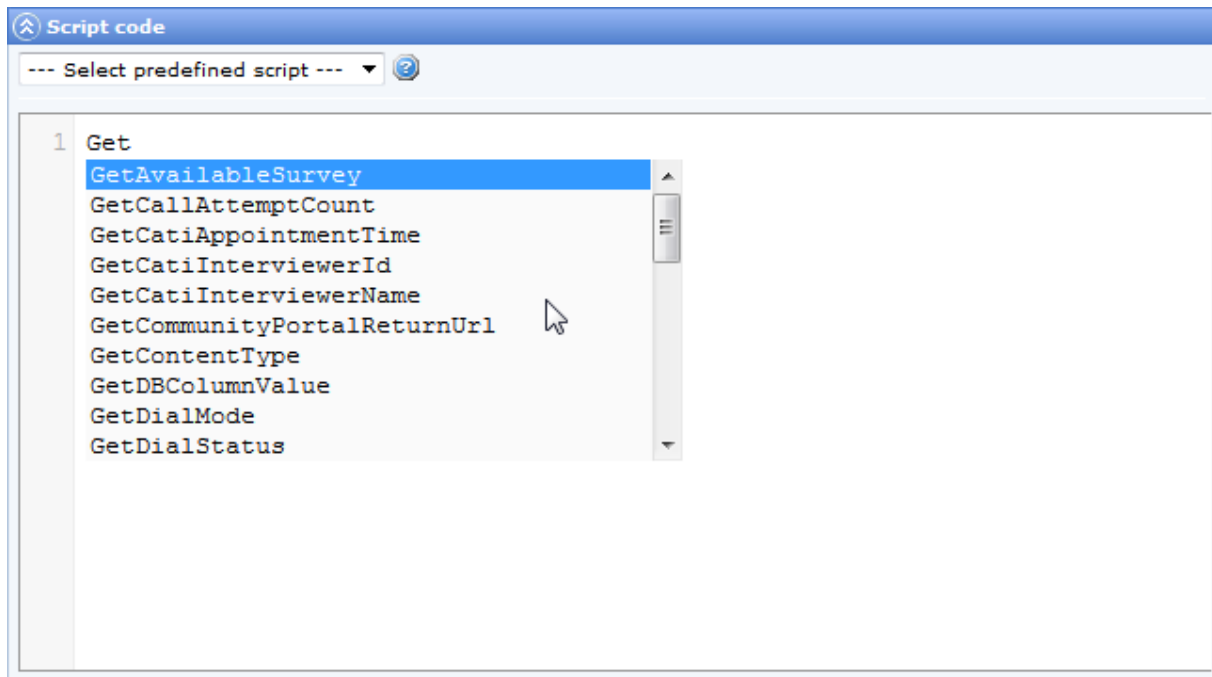 Script code
--- Select predefined script ---
1 Get
GetAvailableSurvey
GetCallAttemptCount
GetCatiAppointmentTime
GetCatiInterviewerId
GetCatiInterviewerName
GetCommunityPortalReturnUrl
GetContentType
GetDBColumnValue
GetDialMode
GetDialStatus